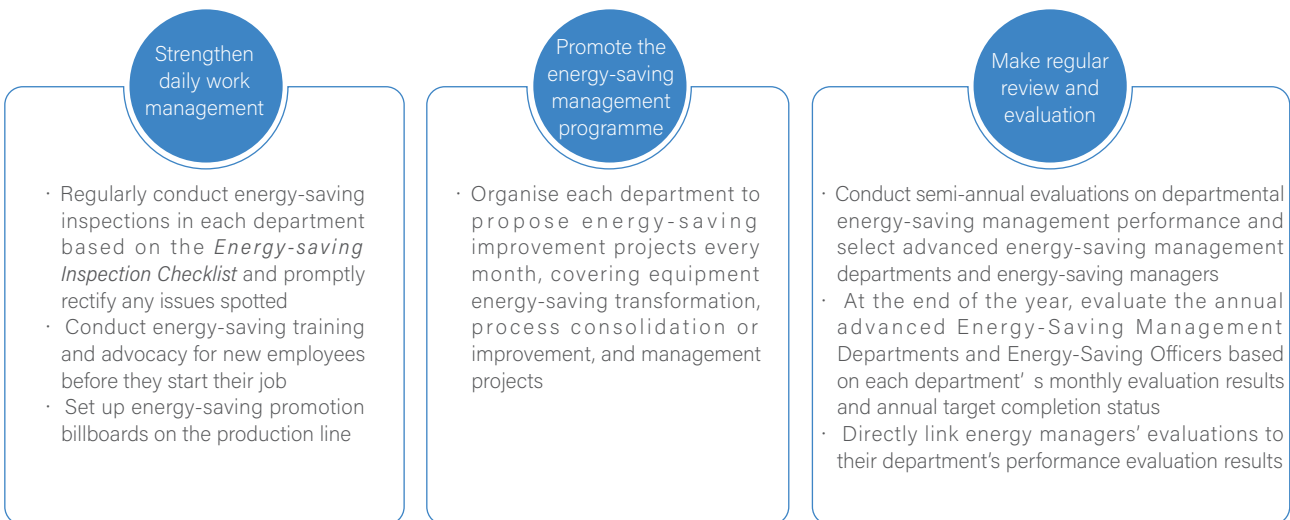 Strengthen
daily work
management
· Regularly conduct energy-saving
inspections in each department
based on the Energy-saving
Inspection Checklist and promptly
rectify any issues spotted
· Conduct energy-saving training
and advocacy for new employees
before they start their job
· Set up energy-saving promotion
billboards on the production line
Promote the
energy-saving
management
programme
· Organise each department to
propose energy-saving
improvement projects every
month, covering equipment
energy-saving transformation,
process consolidation or
improvement, and management
projects
Make regular
review and
evaluation
· Conduct semi-annual evaluations on departmental
energy-saving management performance and
select advanced energy-saving management
departments and energy-saving managers
· At the end of the year, evaluate the annual
advanced Energy-Saving Management
Departments and Energy-Saving Officers based
on each department’ s monthly evaluation results
and annual target completion status
· Directly link energy managers’ evaluations to
their department’s performance evaluation results